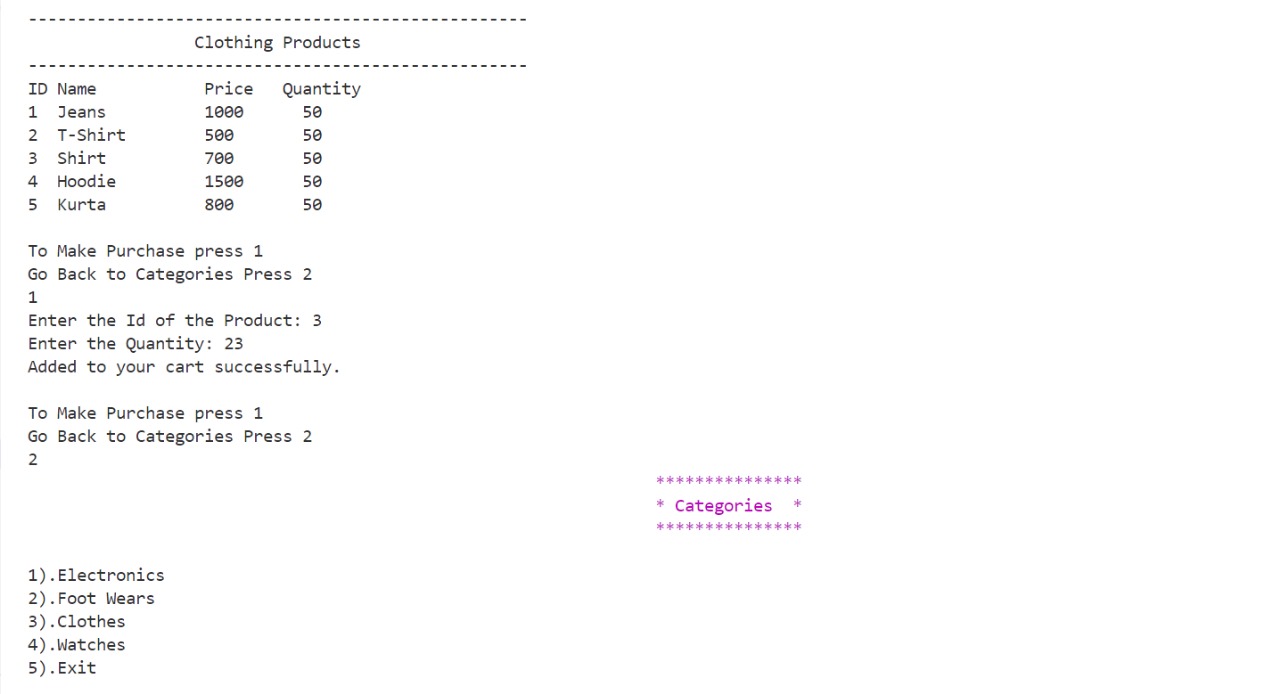 ---------------------------------------------------
Clothing Products
---------------------------------------------------
ID Name           Price   Quantity
1  Jeans          1000      50
2  T-Shirt        500       50
3  Shirt          700       50
4  Hoodie         1500      50
5  Kurta          800       50
To Make Purchase press 1
Go Back to Categories Press 2
1
Enter the Id of the Product: 3
Enter the Quantity: 23
Added to your cart successfully.
To Make Purchase press 1
Go Back to Categories Press 2
2
***************
* Categories  *
***************
1).Electronics
2).Foot Wears
3).Clothes
4).Watches
5).Exit